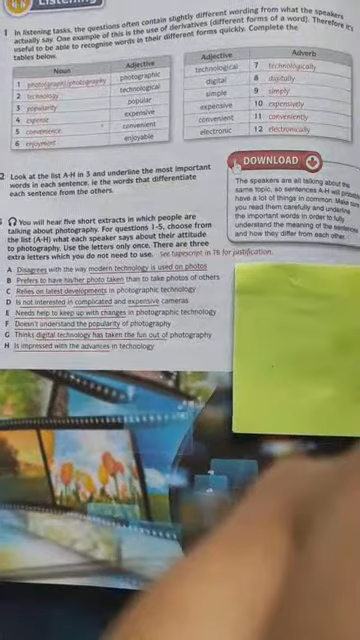 Listening
1 In listening tasks, the questions often contain slightly different wording from what the speakers
actually say. One example of this is the use of derivatives (different forms of a word). Therefore it's
useful to be able to recognise words in their different forms quickly. Complete the
tables below.
Noun Adjective
1 photo(graph)/photography photographic
2 technology technological
3 popularity popular
4 expense expensive
5 convenience convenient
6 enjoyment enjoyable
Adjective Adverb
technological 7 technologically
digital 8 digitally
simple 9 simply
expensive 10 expensively
convenient 11 conveniently
electronic 12 electronically
2 Look at the list A-H in 3 and underline the most important
words in each sentence, ie the words that differentiate
each sentence from the others.
DOWNLOAD
The speakers are all talking about the
same topic, so sentences A-H will
have a lot of things in common. Make sure
you read them carefully and underline
the important words in order to fully
understand the meaning of the sentences
and how they differ from each other.
You will hear five short extracts in which people are
talking about photography. For questions 1-5, choose from
the list (A-H) what each speaker says about their attitude
to photography. Use the letters only once. There are three
extra letters which you do not need to use. See tapescript in TB for justification.
A Disagrees with the way modern technology is used on photos
B Prefers to have his/her photo taken than to take photos of others
C Relies on latest developments in photographic technology
D Is not interested in complicated and expensive cameras
E Needs help to keep up with changes in photographic technology
F Doesn't understand the popularity of photography
G Thinks digital technology has taken the fun out of photography
H Is impressed with the advances in technology